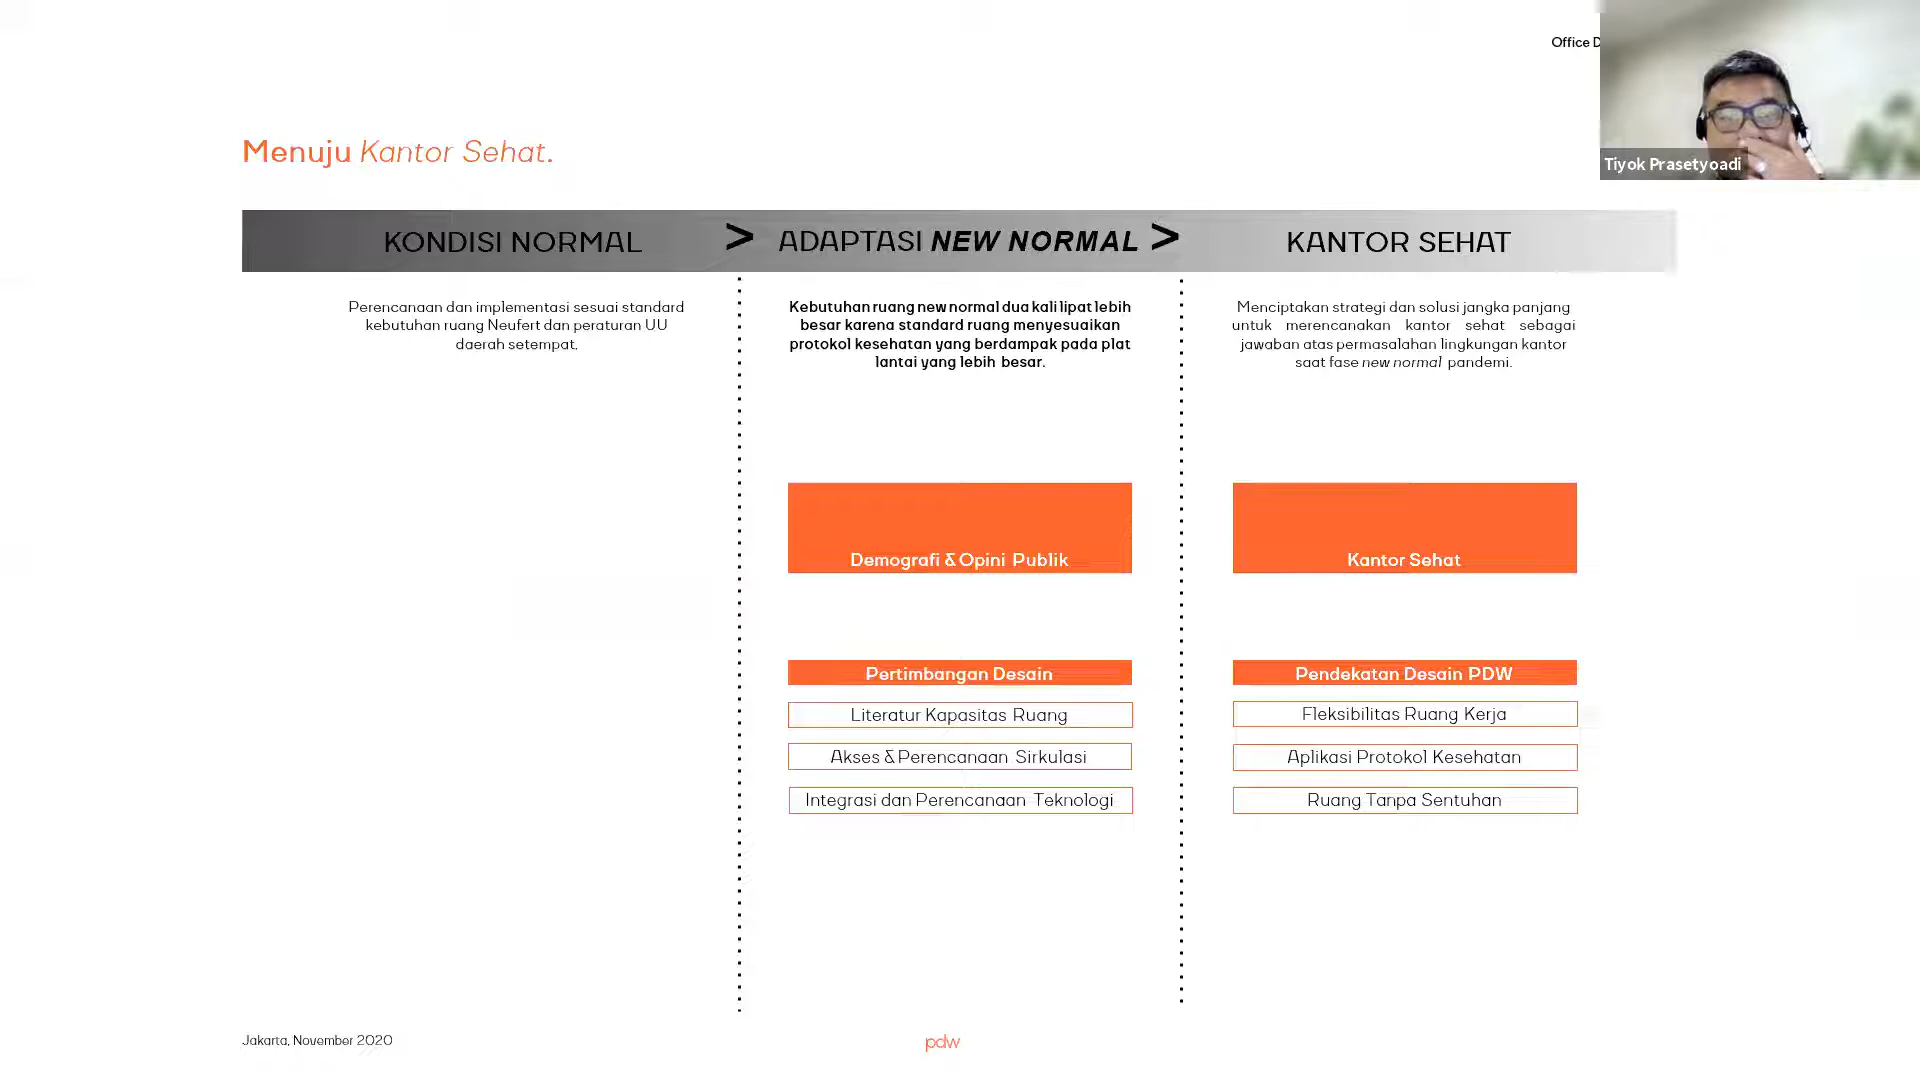 Office D
Tiyok Prasetyoadi
Menuju Kantor Sehat.
KONDISI NORMAL > ADAPTASI NEW NORMAL > KANTOR SEHAT
Perencanaan dan implementasi sesuai standard
kebutuhan ruang Neufert dan peraturan UU
daerah setempat.
Kebutuhan ruang new normal dua kali lipat lebih
besar karena standard ruang menyesuaikan
protokol kesehatan yang berdampak pada plat
lantai yang lebih besar.
Menciptakan strategi dan solusi jangka panjang
untuk merencanakan kantor sehat sebagai
jawaban atas permasalahan lingkungan kantor
saat fase new normal pandemi.
Demografi & Opini Publik
Kantor Sehat
Pertimbangan Desain
Literatur Kapasitas Ruang
Akses & Perencanaan Sirkulasi
Integrasi dan Perencanaan Teknologi
Pendekatan Desain PDW
Fleksibilitas Ruang Kerja
Aplikasi Protokol Kesehatan
Ruang Tanpa Sentuhan
Jakarta, November 2020
pdw